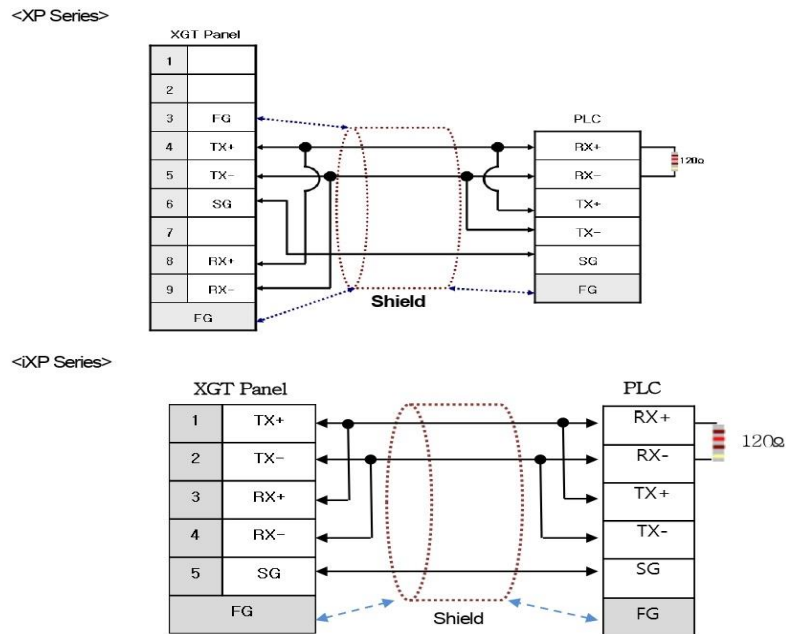 <XP Series>
XGT Panel
1
2
3 FG
4 TX+
5 TX-
6 SG
7
8 RX+
9 RX-
FG
Shield
PLC
RX+
RX-
TX+
TX-
SG
FG
120Ω
<iXP Series>
XGT Panel
1 TX+
2 TX-
3 RX+
4 RX-
5 SG
FG
Shield
PLC
RX+
RX-
TX+
TX-
SG
FG
120Ω